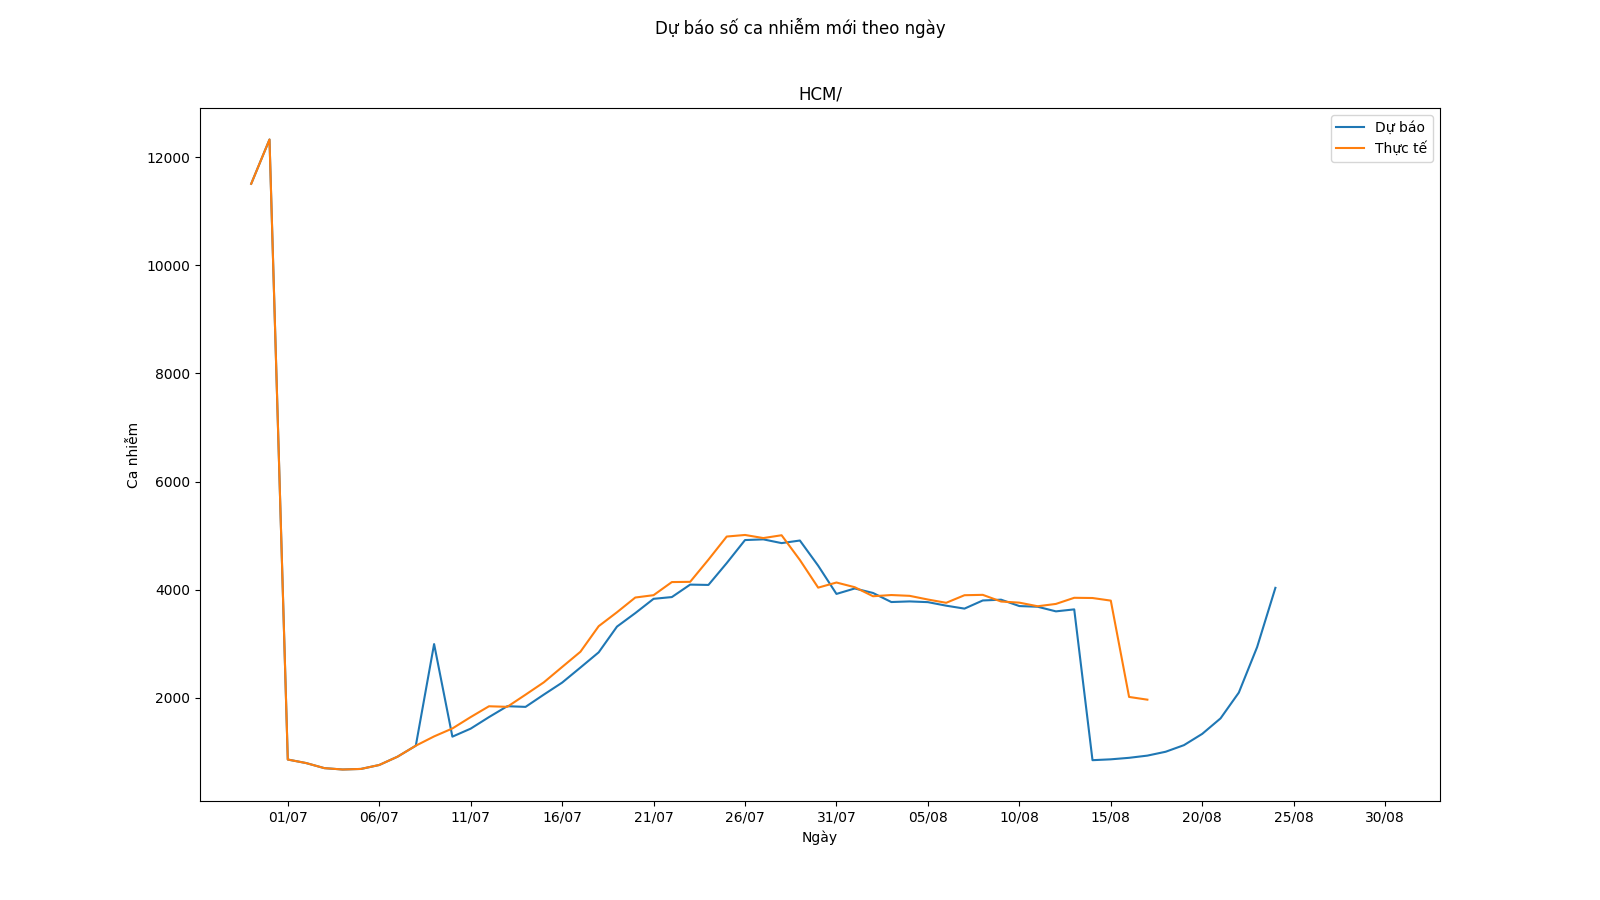 Dự báo số ca nhiễm mới theo ngày
HCM/
Dự báo
Thực tế
12000
10000
8000
6000
4000
2000
Ca nhiễm
01/07 06/07 11/07 16/07 21/07 26/07 31/07 05/08 10/08 15/08 20/08 25/08 30/08
Ngày